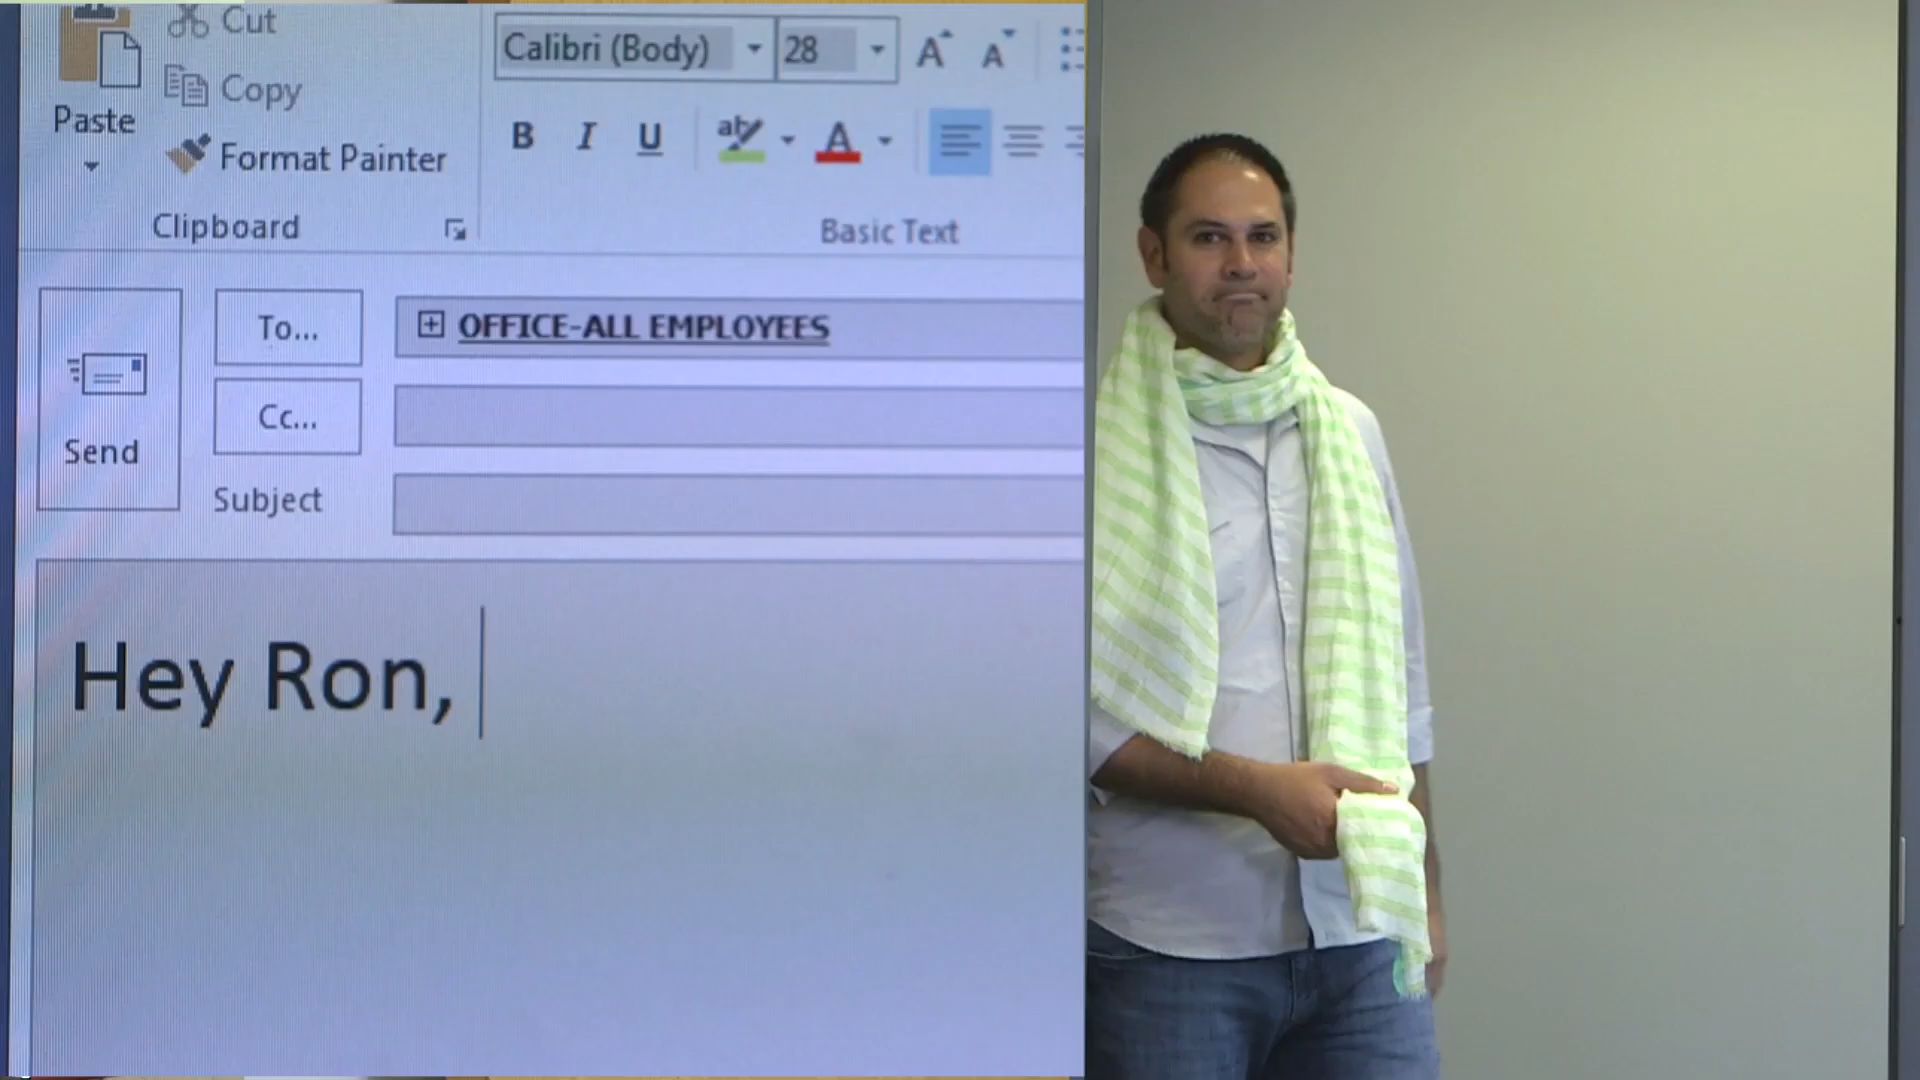 Cut
Copy
Paste
Format Painter
Clipboard
Calibri (Body) 28
B I U
Basic Text
To...
OFFICE-ALL EMPLOYEES
Cc...
Send
Subject
Hey Ron,